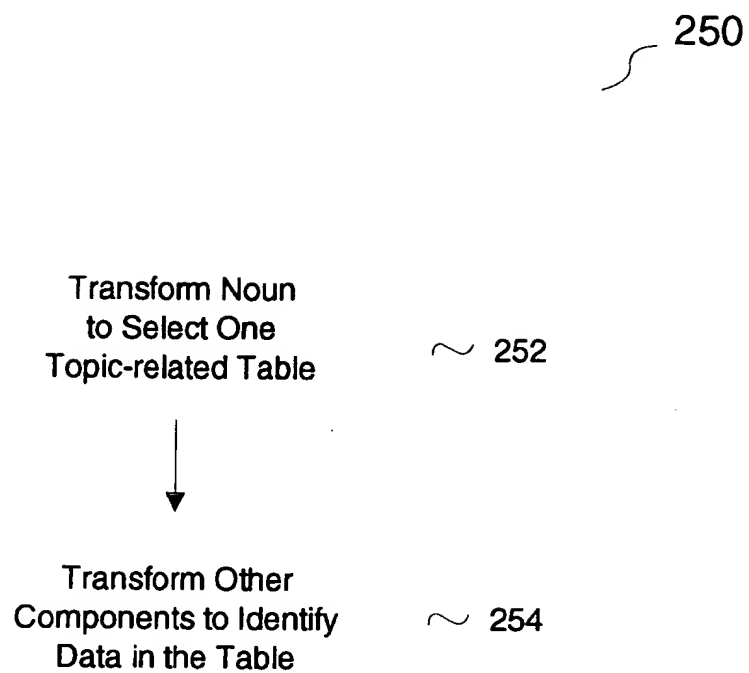 250
Transform Noun
to Select One
Topic-related Table
252
Transform Other
Components to Identify
Data in the Table
254